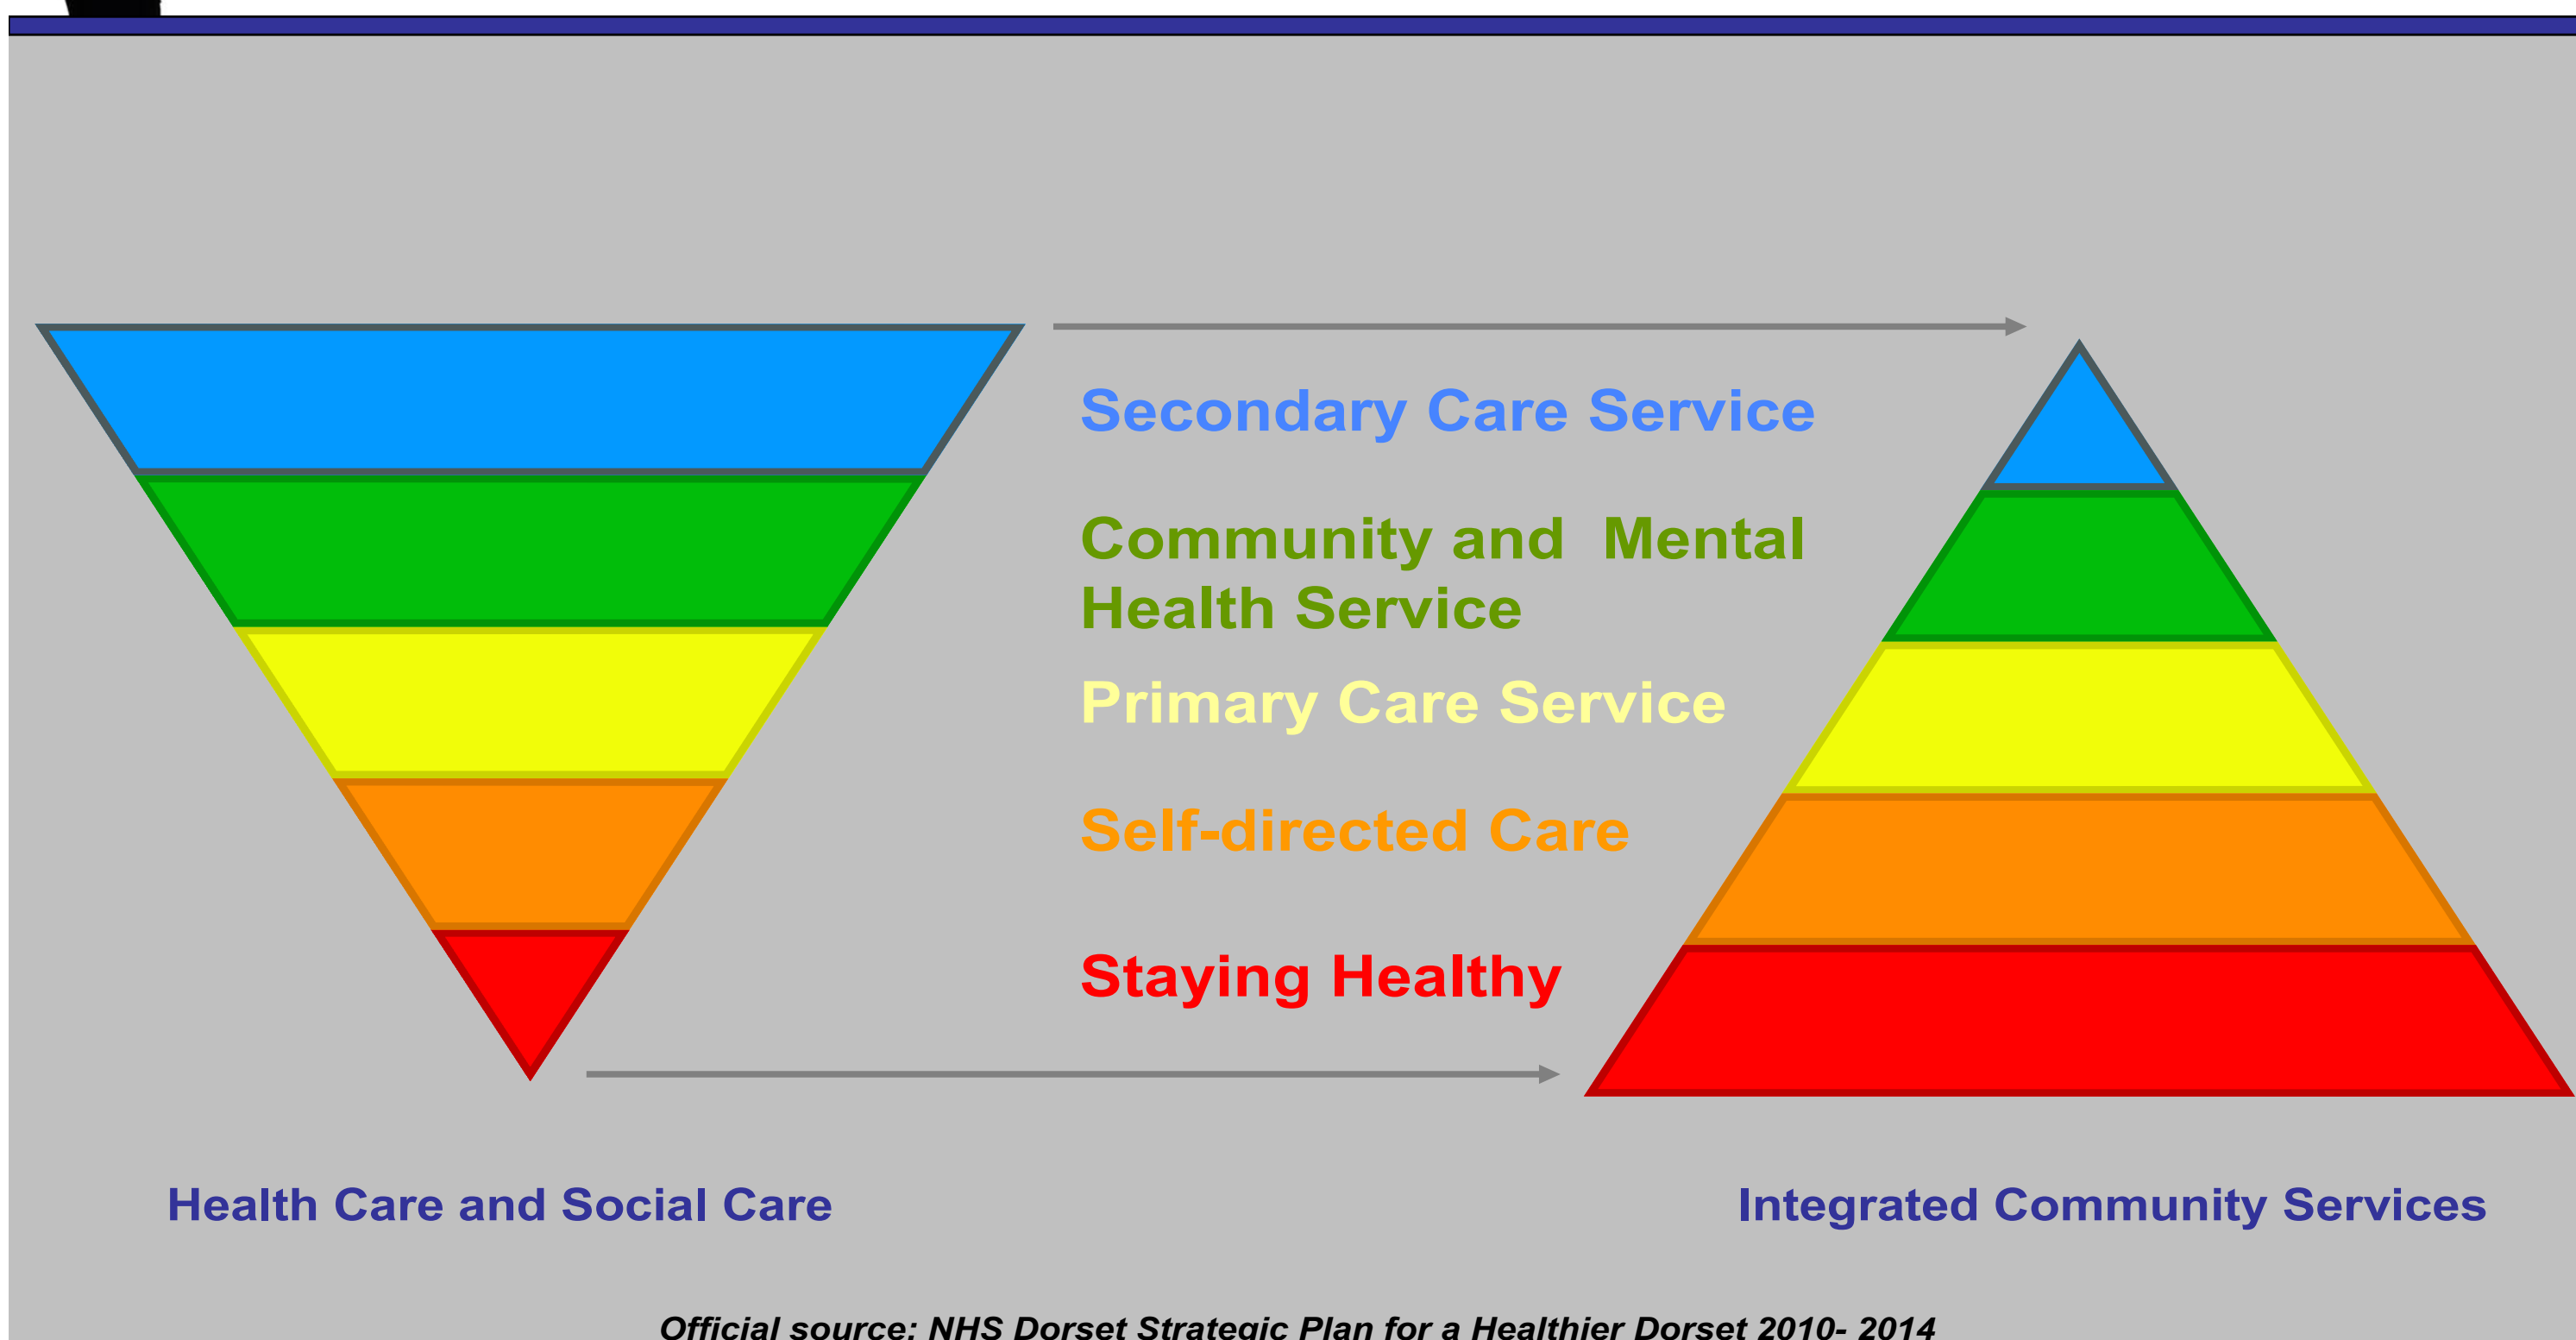 Secondary Care Service
Community and  Mental
Health Service
Primary Care Service
Self-directed Care
Staying Healthy
Health Care and Social Care
Integrated Community Services
Official source: NHS Dorset Strategic Plan for a Healthier Dorset 2010- 2014